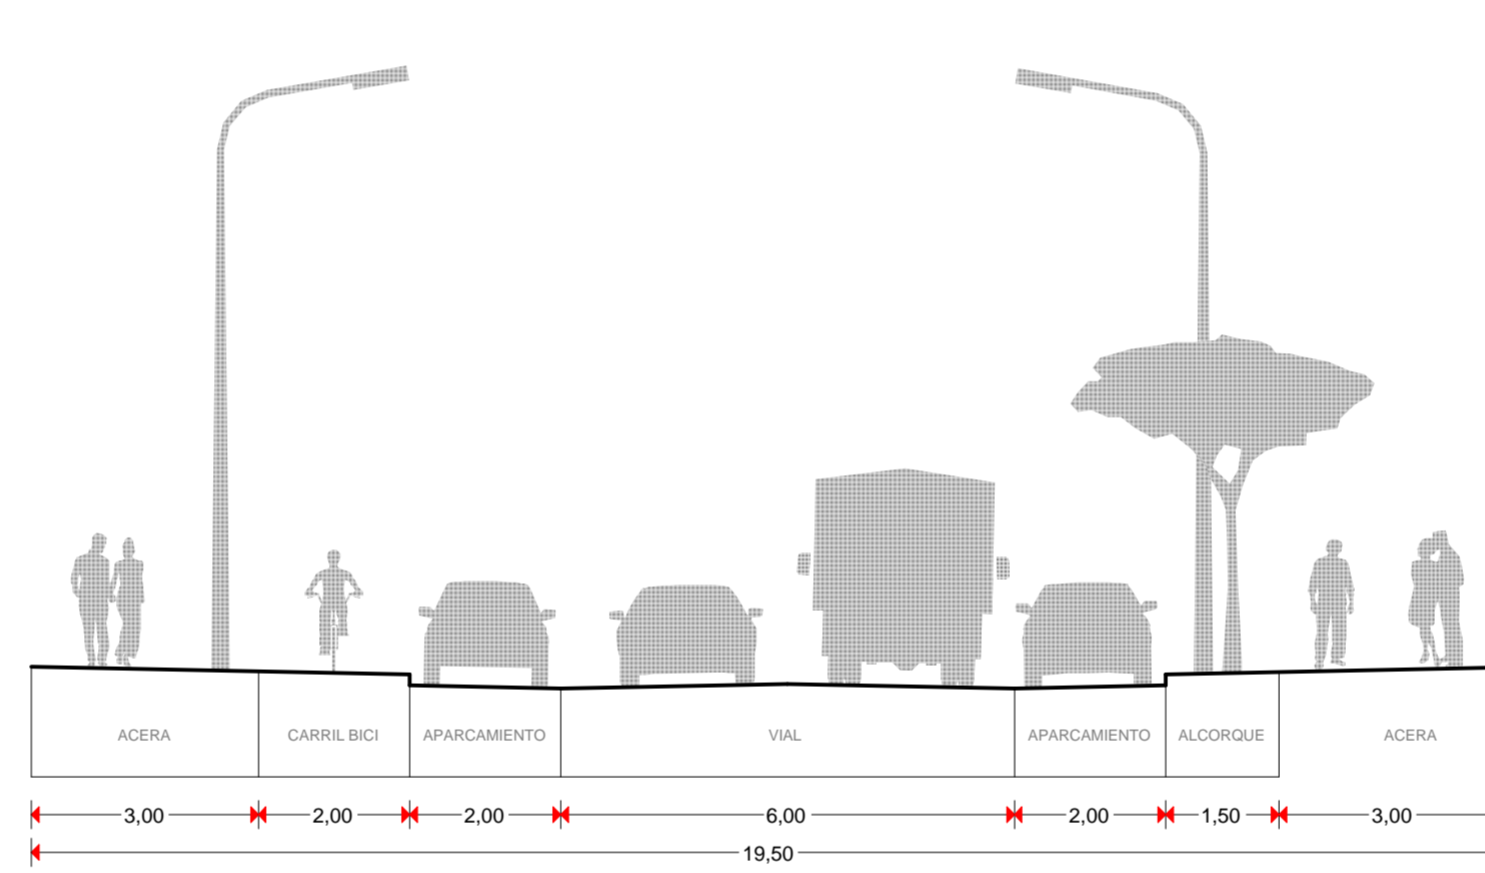 ACERA CARRIL BICI APARCAMIENTO VIAL APARCAMIENTO ALCORQUE ACERA
3,00 2,00 2,00 6,00 2,00 1,50 3,00
19,50